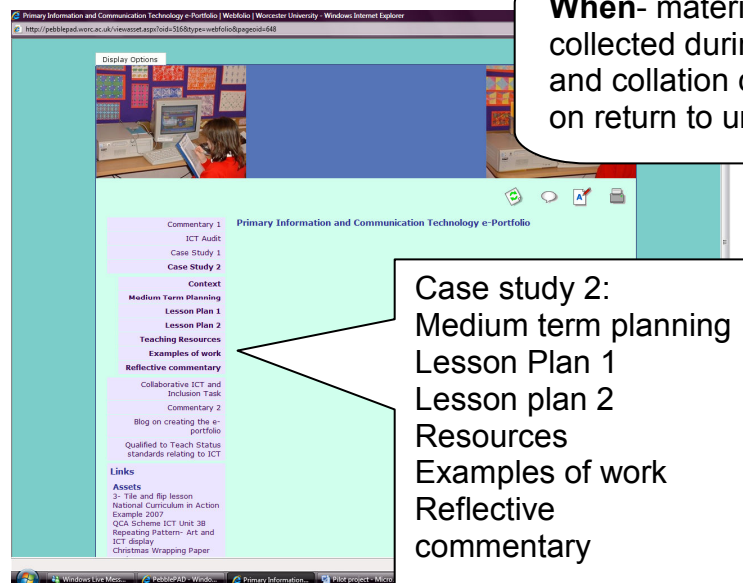 Primary Information and Communication Technology e-Portfolio | Webfolio | Worcester University - Windows Internet Explorer
http://pebblepad.worc.ac.uk/viewasset.aspx?oid=516&type=webfolio&pageoid=648
When- mater
collected duri
and collation
on return to u
Display Options
Primary Information and Communication Technology e-Portfolio
Commentary 1
ICT Audit
Case Study 1
Case Study 2
Context
Medium Term Planning
Lesson Plan 1
Lesson Plan 2
Teaching Resources
Examples of work
Reflective commentary
Collaborative ICT and
Inclusion Task
Commentary 2
Blog on creating the e-
portfolio
Qualified to Teach Status
standards relating to ICT
Links
Assets
3- Tile and flip lesson
National Curriculum in Action
Example 2007
QCA Scheme ICT Unit 3B
Repeating Pattern- Art and
ICT display
Christmas Wrapping Paper
Case study 2:
Medium term planning
Lesson Plan 1
Lesson plan 2
Resources
Examples of work
Reflective
commentary
Windows Live Mess...
PebblePAD - Windo...
Primary Information...
Pilot project - Micro